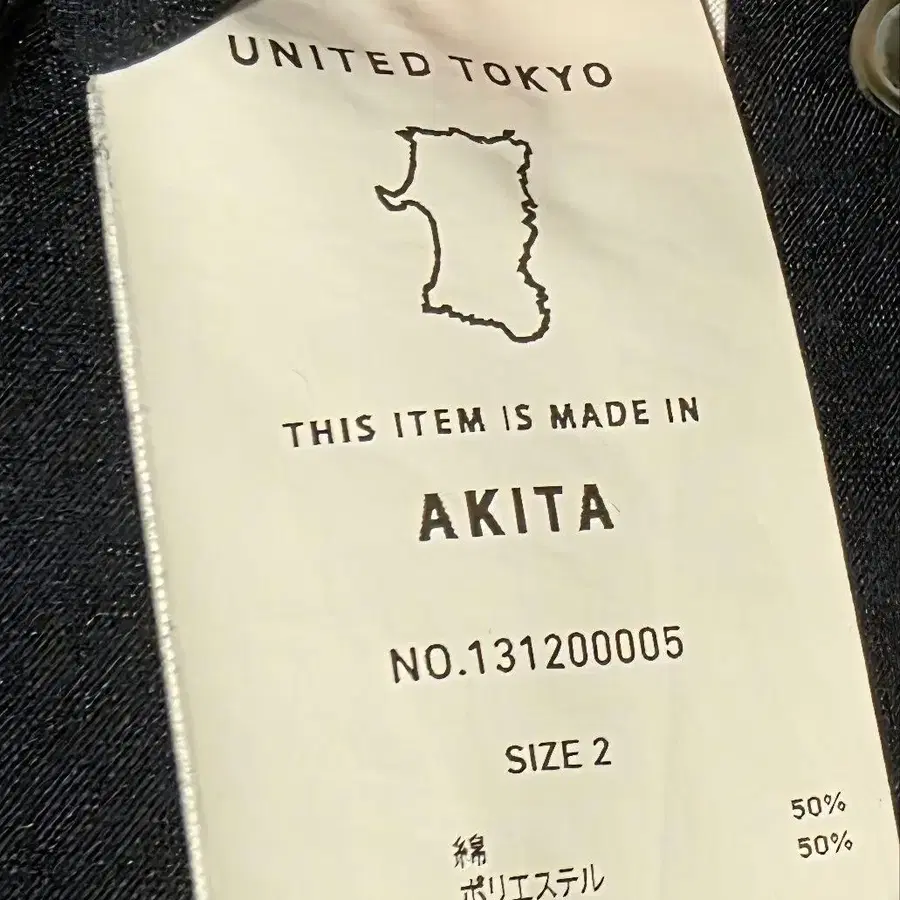 UNITED TOKYO
THIS ITEM IS MADE IN
AKITA
NO.131200005
SIZE 2
綿 50%
ポリエステル 50%